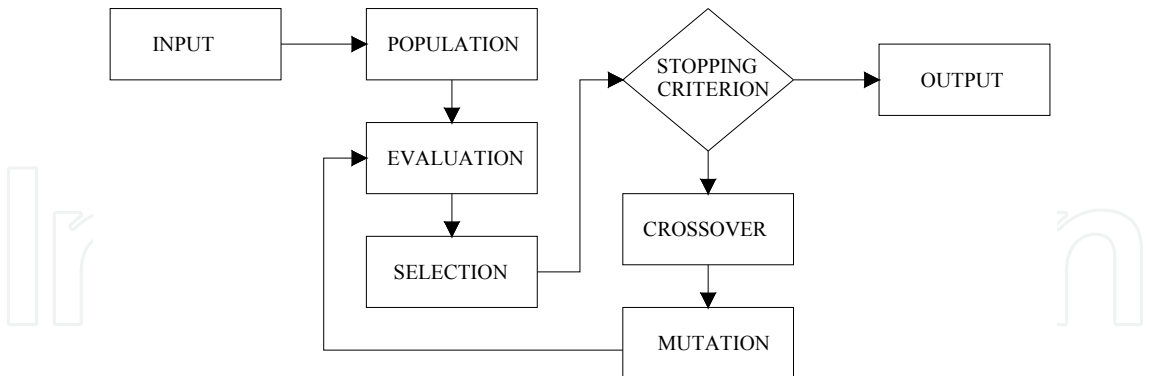 INPUT
POPULATION
EVALUATION
SELECTION
STOPPING
CRITERION
OUTPUT
CROSSOVER
MUTATION